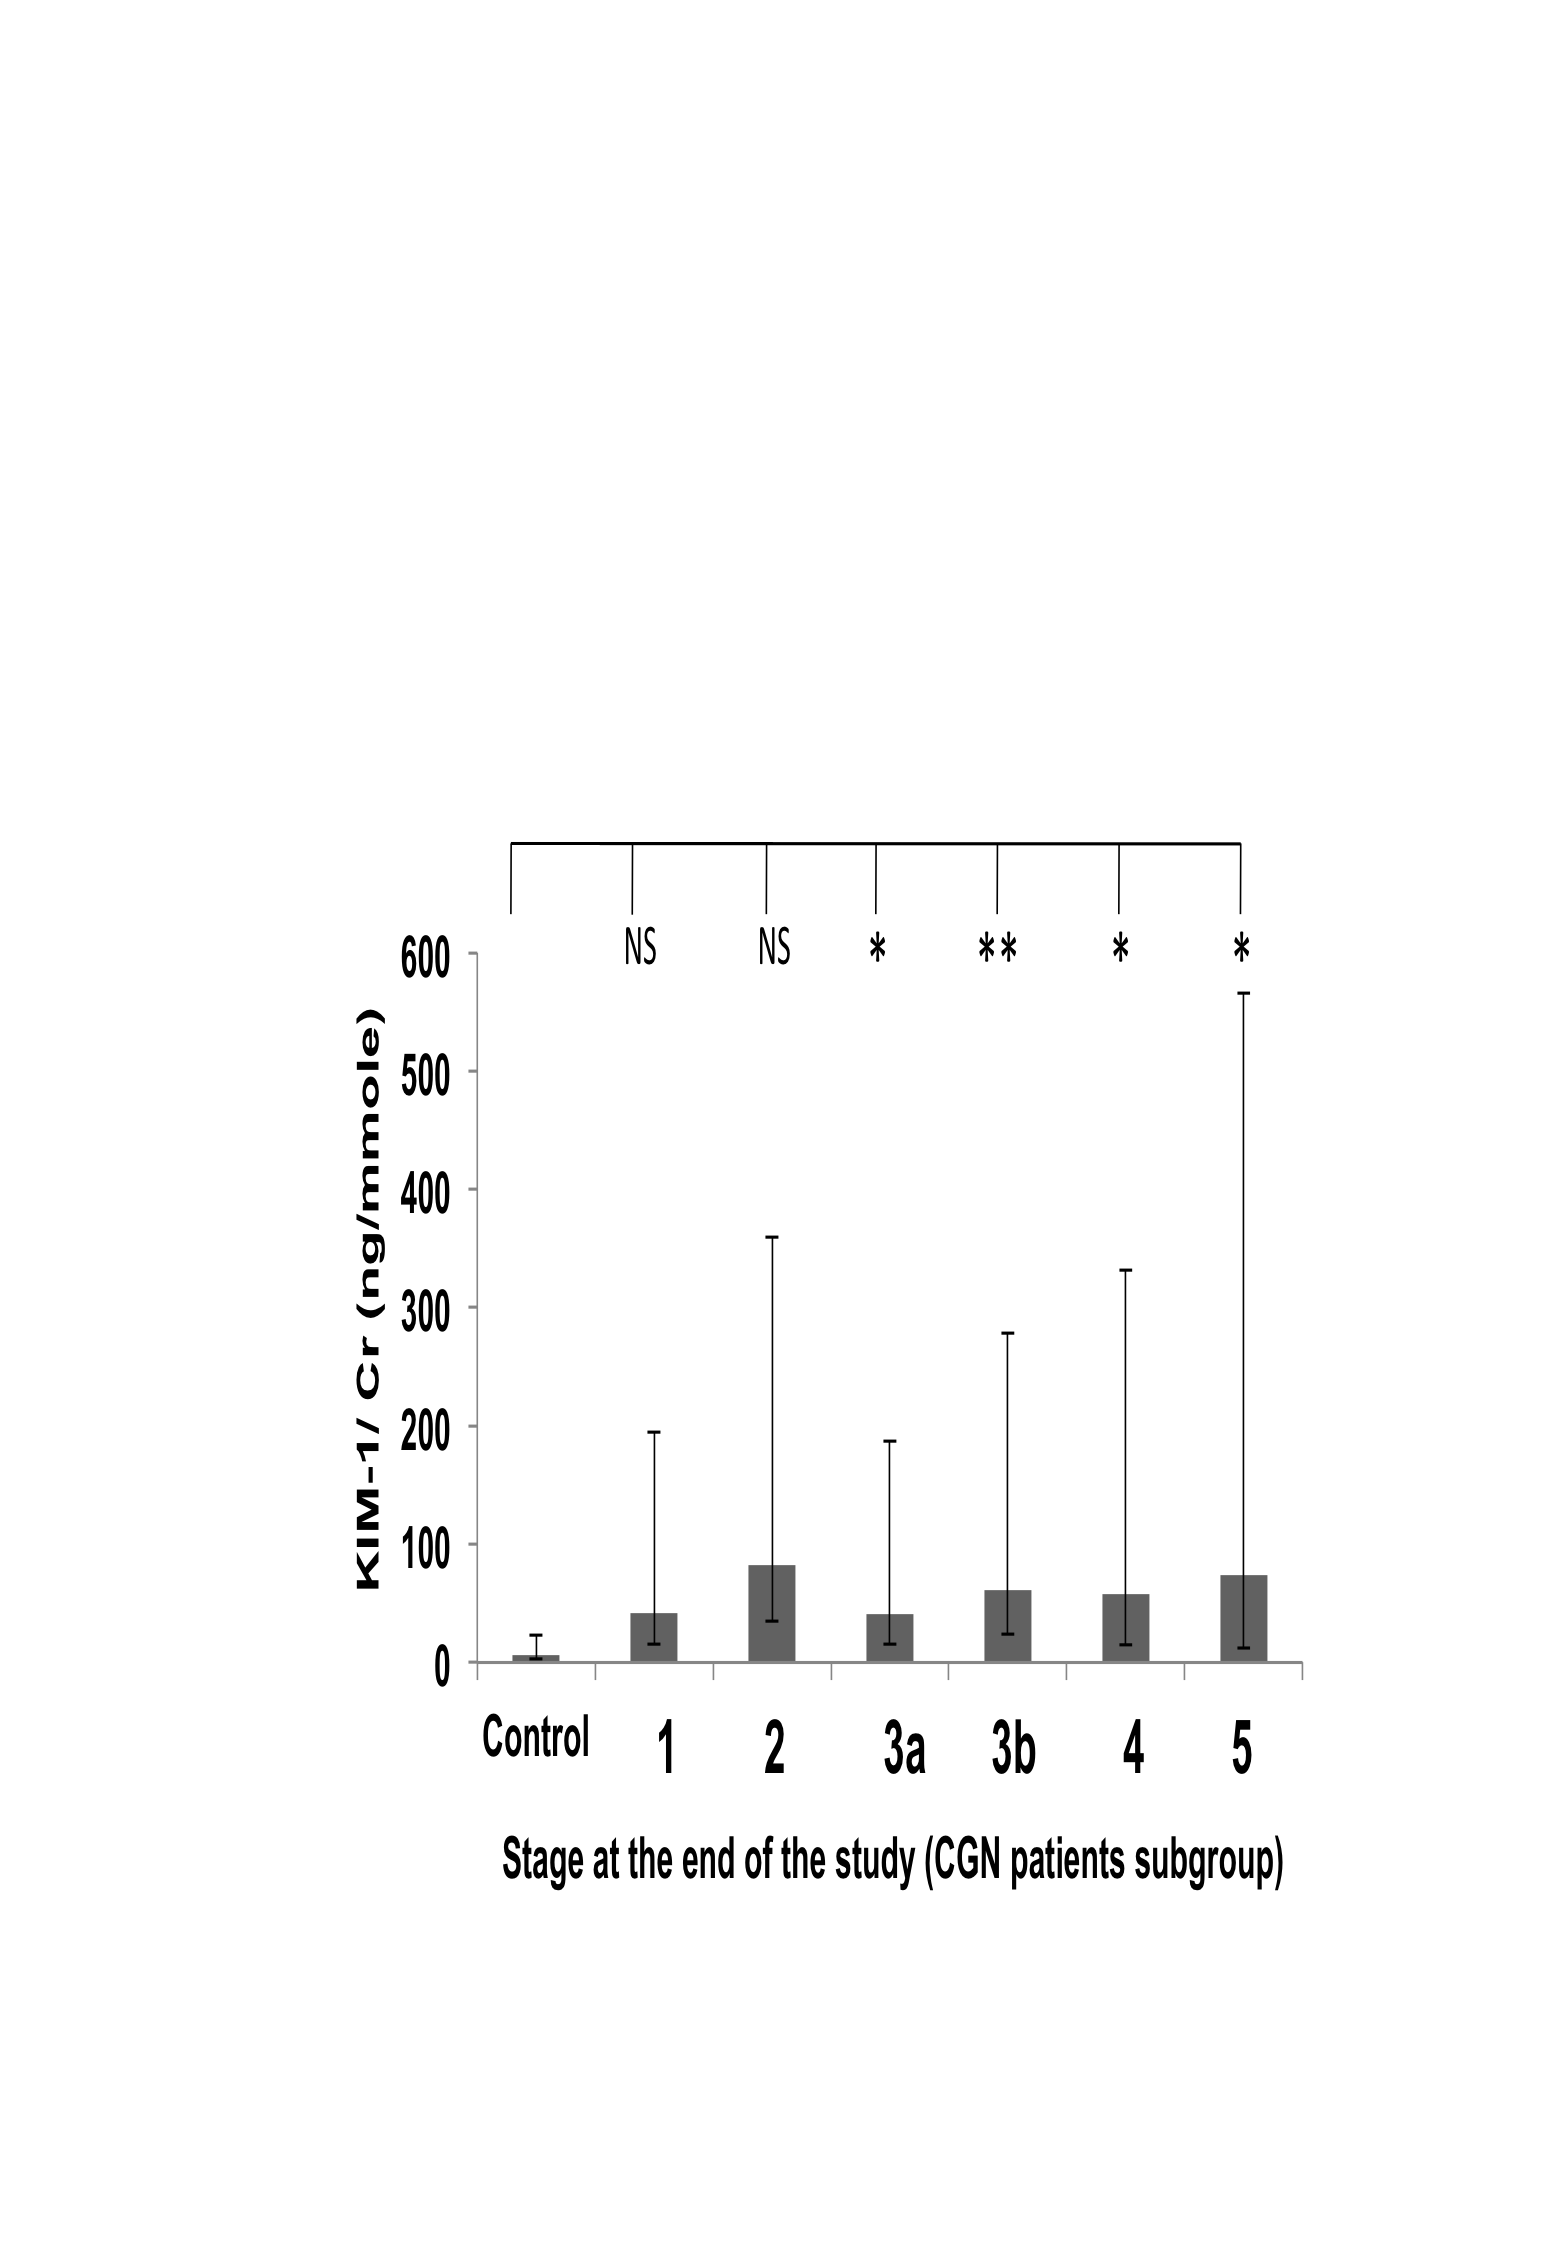 NS NS * ** * *
600
500
400
300
200
100
0
KIM-1/ Cr (ng/mmole)
Control 1 2 3a 3b 4 5
Stage at the end of the study (CGN patients subgroup)